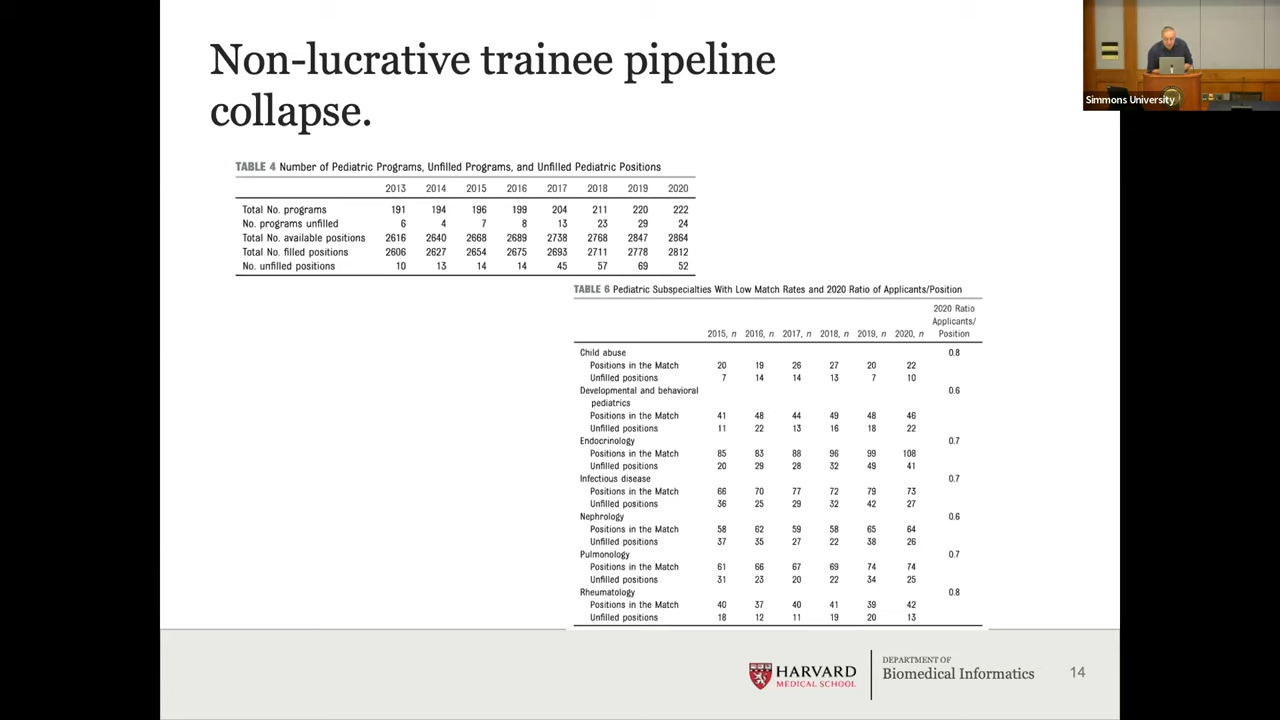 Non-lucrative trainee pipeline
collapse.
Simmons University
TABLE 4 Number of Pediatric Programs, Unfilled Programs, and Unfilled Pediatric Positions
2013 2014 2015 2016 2017 2018 2019 2020
Total No. programs 191 194 196 199 204 211 220 222
No. programs unfilled 6 4 7 8 13 23 29 24
Total No. available positions 2616 2640 2668 2689 2738 2768 2847 2864
Total No. filled positions 2606 2627 2654 2675 2693 2711 2778 2812
No. unfilled positions 10 13 14 14 45 57 69 52
TABLE 6 Pediatric Subspecialties With Low Match Rates and 2020 Ratio of Applicants/Position
2020 Ratio
Applicants/
2015, n 2016, n 2017, n 2018, n 2019, n 2020, n Position
Child abuse 0.8
Positions in the Match 20 19 26 27 20 22
Unfilled positions 7 14 14 13 7 10
Developmental and behavioral 0.6
pediatrics
Positions in the Match 41 48 44 49 48 46
Unfilled positions 11 22 13 16 18 22
Endocrinology 0.7
Positions in the Match 85 83 88 96 99 108
Unfilled positions 20 29 28 32 49 41
Infectious disease 0.7
Positions in the Match 66 70 77 72 79 73
Unfilled positions 36 25 29 32 42 27
Nephrology 0.6
Positions in the Match 58 62 59 58 65 64
Unfilled positions 37 35 27 22 38 26
Pulmonology 0.7
Positions in the Match 61 66 67 69 74 74
Unfilled positions 31 23 20 22 34 25
Rheumatology 0.8
Positions in the Match 40 37 40 41 39 42
Unfilled positions 18 12 11 19 20 13
HARVARD
MEDICAL SCHOOL
DEPARTMENT OF
Biomedical Informatics
14